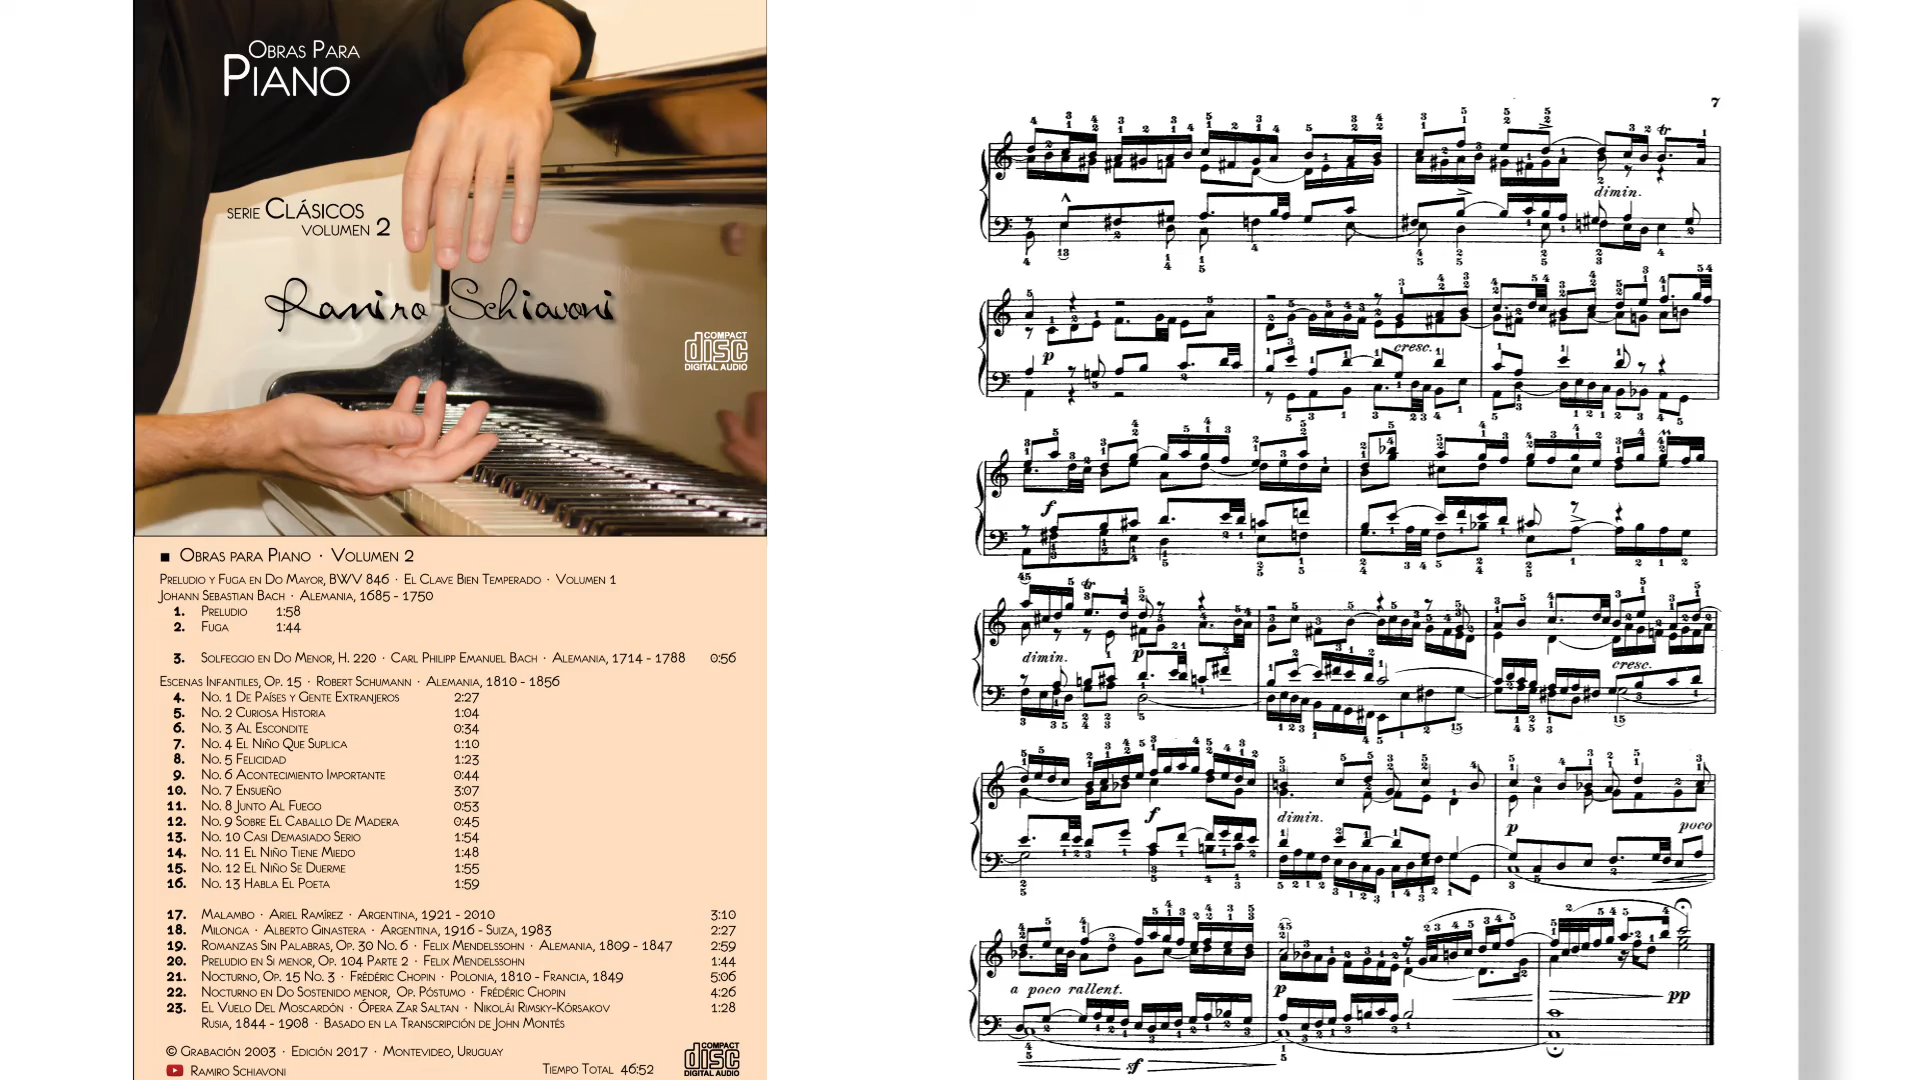 OBRAS PARA
PIANO
SERIE CLÁSICOS
VOLUMEN 2
Ramiro Schiavoni
COMPACT
disc
DIGITAL AUDIO
■ OBRAS PARA PIANO · VOLUMEN 2
PRELUDIO Y FUGA EN DO MAYOR, BWV 846 · EL CLAVE BIEN TEMPERADO · VOLUMEN 1
JOHANN SEBASTIAN BACH · ALEMANIA, 1685 - 1750
1. PRELUDIO 1:58
2. FUGA 1:44
3. SOLFEGGIO EN DO MENOR, H. 220 · CARL PHILIPP EMANUEL BACH · ALEMANIA, 1714 - 1788 0:56
ESCENAS INFANTILES, OP. 15 · ROBERT SCHUMANN · ALEMANIA, 1810 - 1856
4. NO. 1 DE PAÍSES Y GENTE EXTRANJEROS 2:27
5. NO. 2 CURIOSA HISTORIA 1:04
6. NO. 3 AL ESCONDITE 0:34
7. NO. 4 EL NIÑO QUE SUPLICA 1:10
8. NO. 5 FELICIDAD 1:23
9. NO. 6 ACONTECIMIENTO IMPORTANTE 0:44
10. NO. 7 ENSUEÑO 3:07
11. NO. 8 JUNTO AL FUEGO 0:53
12. NO. 9 SOBRE EL CABALLO DE MADERA 0:45
13. NO. 10 CASI DEMASIADO SERIO 1:54
14. NO. 11 EL NIÑO TIENE MIEDO 1:48
15. NO. 12 EL NIÑO SE DUERME 1:55
16. NO. 13 HABLA EL POETA 1:59
17. MALAMBO · ARIEL RAMÍREZ · ARGENTINA, 1921 - 2010 3:10
18. MILONGA · ALBERTO GINASTERA · ARGENTINA, 1916 - SUIZA, 1983 2:27
19. ROMANZAS SIN PALABRAS, OP. 30 NO. 6 · FELIX MENDELSSOHN · ALEMANIA, 1809 - 1847 2:59
20. PRELUDIO EN SI MENOR, OP. 104 PARTE 2 · FELIX MENDELSSOHN 1:44
21. NOCTURNO, OP. 15 NO. 3 · FRÉDÉRIC CHOPIN · POLONIA, 1810 - FRANCIA, 1849 5:06
22. NOCTURNO EN DO SOSTENIDO MENOR, OP. PÓSTUMO · FRÉDÉRIC CHOPIN 4:26
23. EL VUELO DEL MOSCARDÓN · ÓPERA ZAR SALTAN · NIKOLÁI RIMSKY-KÓRSAKOV 1:28
RUSIA, 1844 - 1908 · BASADO EN LA TRANSCRIPCIÓN DE JOHN MONTÉS
© GRABACIÓN 2003 · EDICIÓN 2017 · MONTEVIDEO, URUGUAY
RAMIRO SCHIAVONI
TIEMPO TOTAL 46:52
COMPACT
disc
DIGITAL AUDIO
7
tr
dimin.
p
cresc.
f
tr
dimin.
p
cresc.
f
dimin.
p
poco
a poco rallent.
p
pp
sf